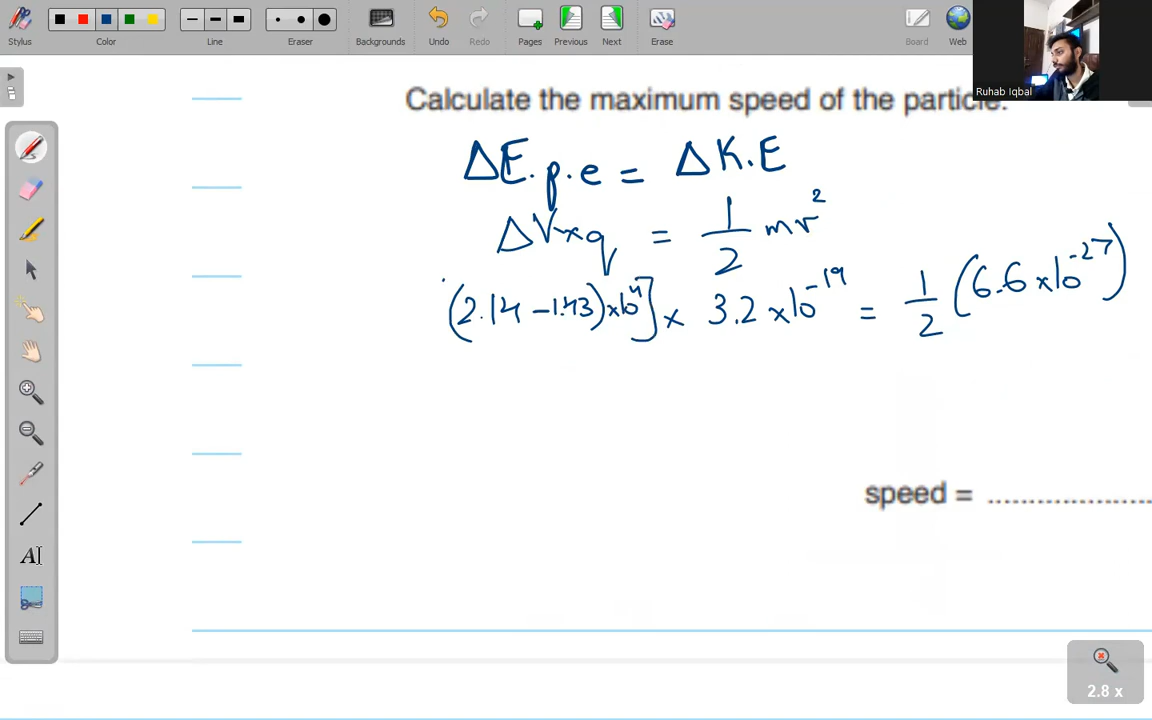 Stylus Color Line Eraser Backgrounds Undo Redo Pages Previous Next Erase Board Web
Ruhab Iqbal
Calculate the maximum speed of the particle.
ΔE.p.e = ΔK.E
ΔV×q = 1/2 mv²
(2.14 – 1.43)×10⁴] × 3.2 ×10⁻¹⁹ = 1/2 (6.6 ×10⁻²⁷)
speed = ....................
A
2.8 x